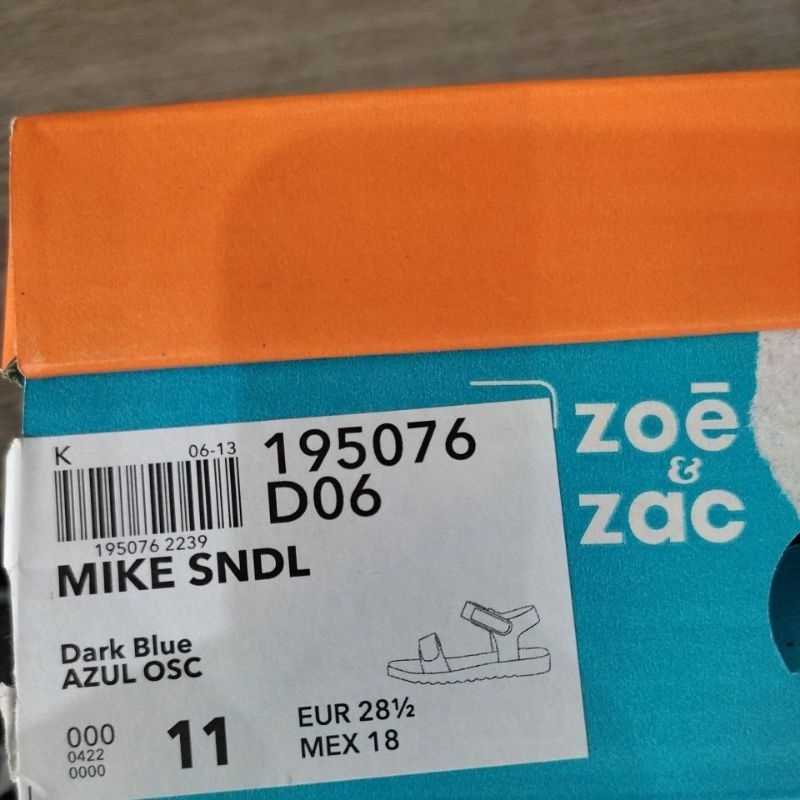 zoē
&
zac
K 06-13
195076
D06
195076 2239
MIKE SNDL
Dark Blue
AZUL OSC
000
0422
0000
11
EUR 28½
MEX 18